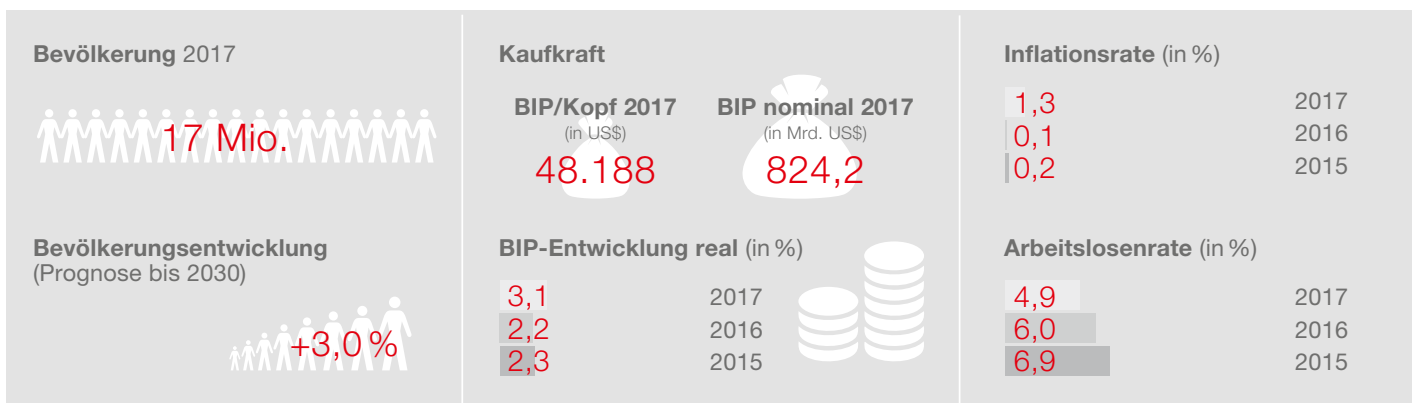 Bevölkerung 2017
17 Mio.
Bevölkerungsentwicklung
(Prognose bis 2030)
+3,0 %
Kaufkraft
BIP/Kopf 2017
(in US$)
48.188
BIP nominal 2017
(in Mrd. US$)
824,2
BIP-Entwicklung real (in %)
3,1 2017
2,2 2016
2,3 2015
Inflationsrate (in %)
1,3 2017
0,1 2016
0,2 2015
Arbeitslosenrate (in %)
4,9 2017
6,0 2016
6,9 2015